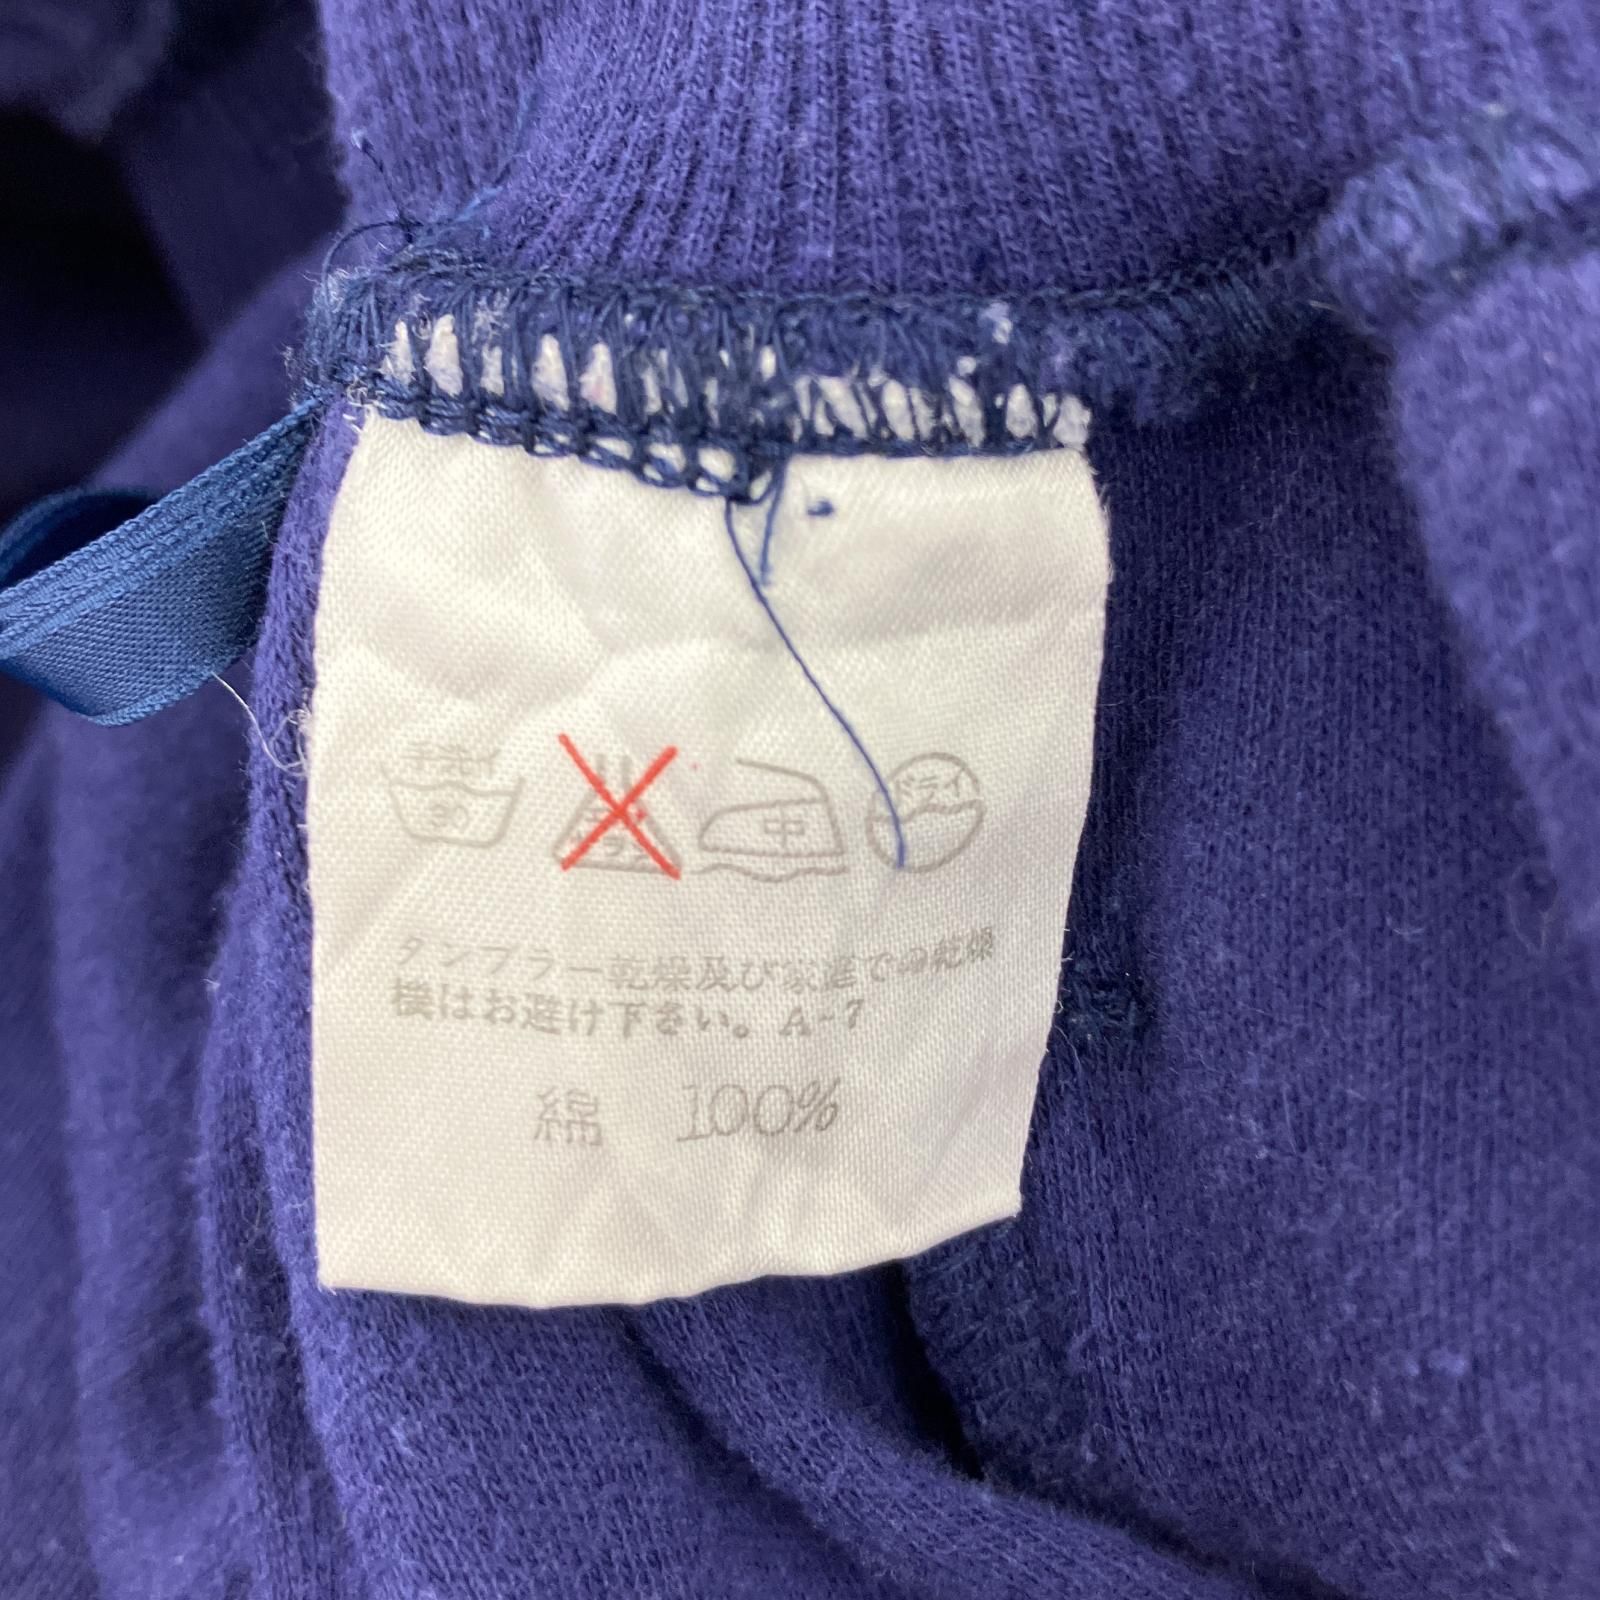 手洗イ
30
中
ドライ
タンブラー乾燥及び家庭での乾燥
機はお避け下さい。A-7
綿 100%